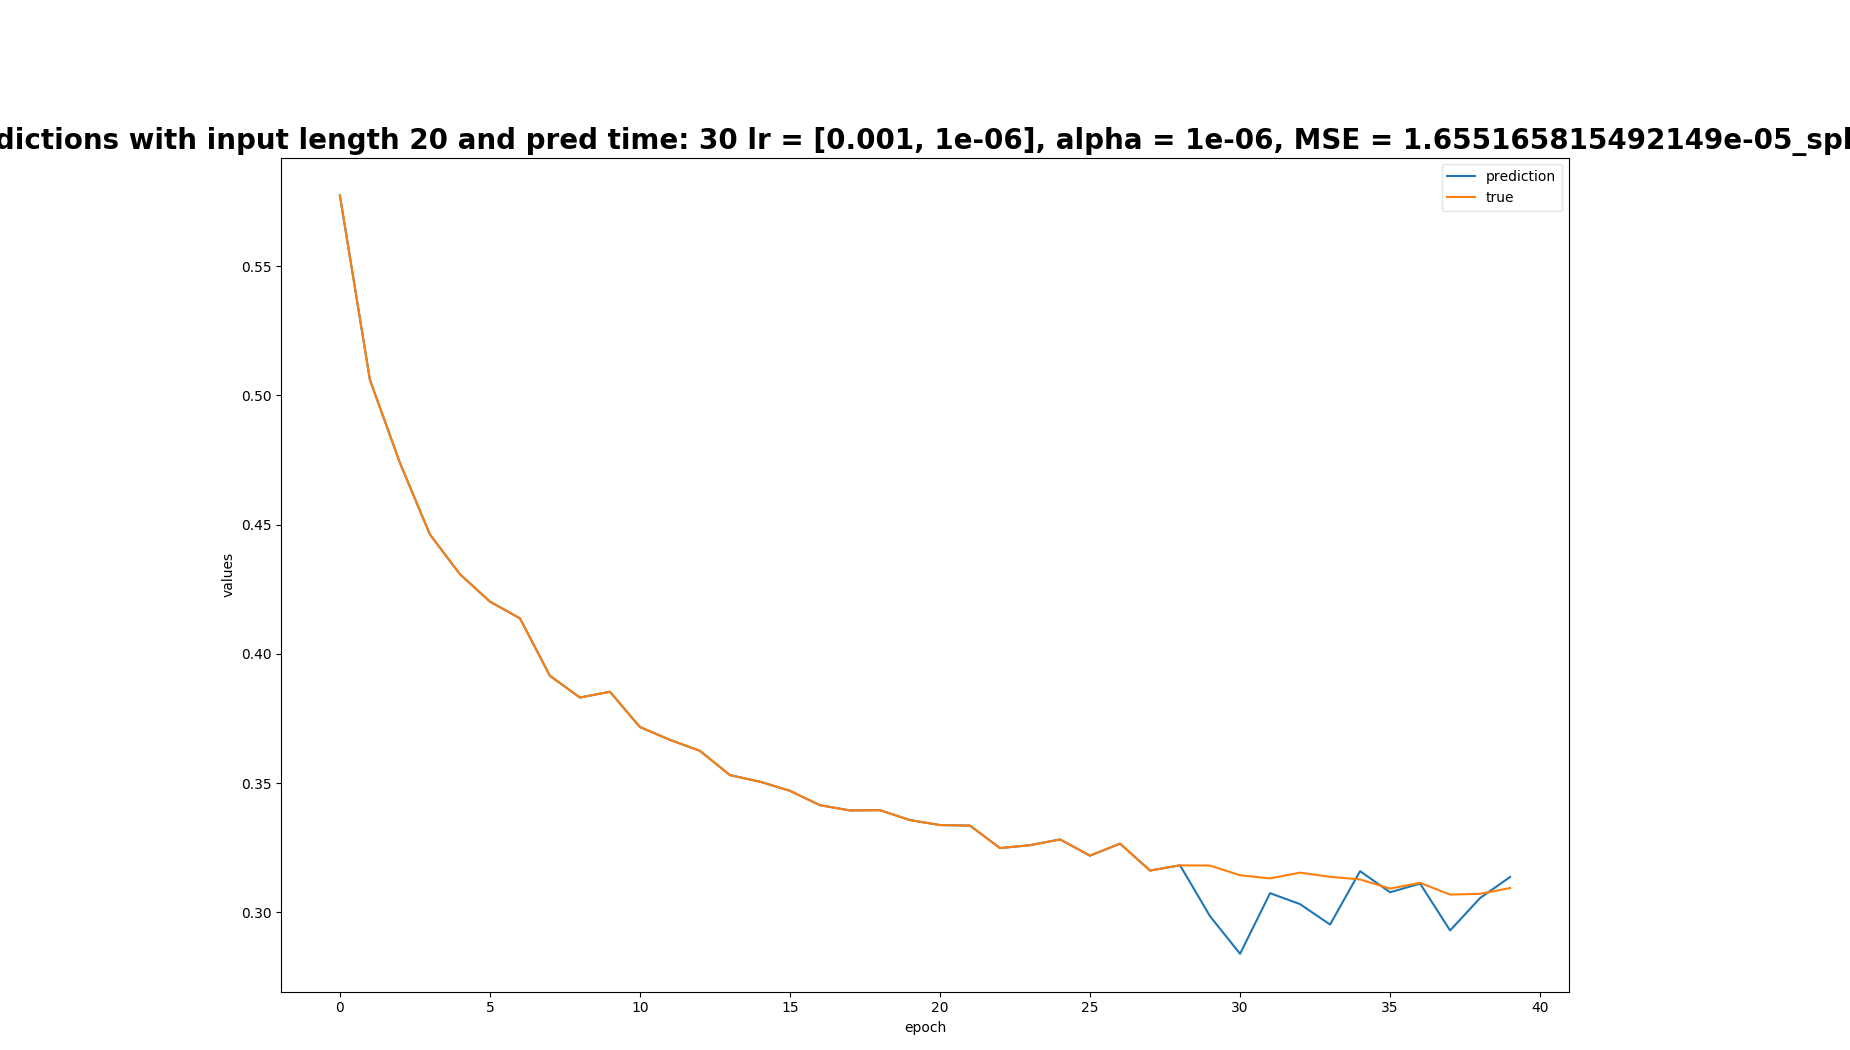 dictions with input length 20 and pred time: 30 lr = [0.001, 1e-06], alpha = 1e-06, MSE = 1.655165815492149e-05_spl
prediction
true
0.55
0.50
0.45
0.40
0.35
0.30
values
0 5 10 15 20 25 30 35 40
epoch